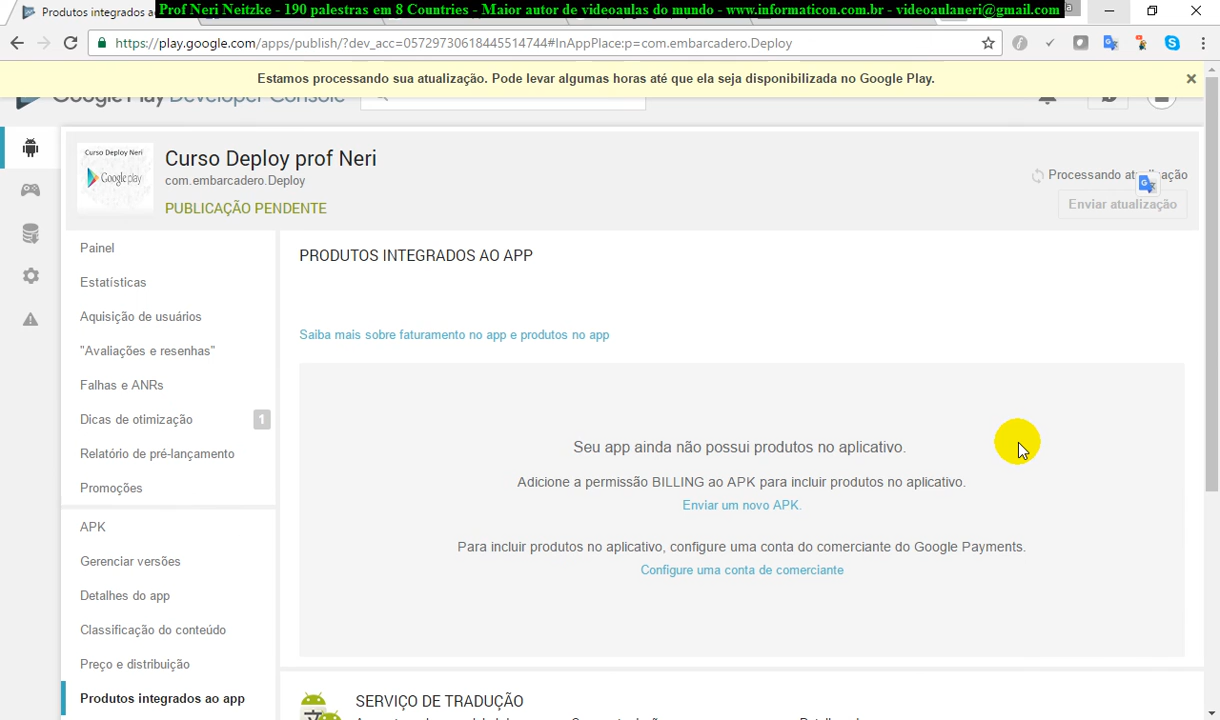 Produtos integrados ao
Prof Neri Neitzke - 190 palestras em 8 Countries - Maior autor de videoaulas do mundo - www.informaticon.com.br - videoaulaneri@gmail.com
https://play.google.com/apps/publish/?dev_acc=05729730618445514744#InAppPlace:p=com.embarcadero.Deploy
Estamos processando sua atualização. Pode levar algumas horas até que ela seja disponibilizada no Google Play.
Google Play Developer Console
Curso Deploy Neri
Google play
Curso Deploy prof Neri
com.embarcadero.Deploy
PUBLICAÇÃO PENDENTE
Processando
Enviar atualização
Painel
Estatísticas
Aquisição de usuários
"Avaliações e resenhas"
Falhas e ANRs
Dicas de otimização 1
Relatório de pré-lançamento
Promoções
APK
Gerenciar versões
Detalhes do app
Classificação do conteúdo
Preço e distribuição
Produtos integrados ao app
PRODUTOS INTEGRADOS AO APP
Saiba mais sobre faturamento no app e produtos no app
Seu app ainda não possui produtos no aplicativo.
Adicione a permissão BILLING ao APK para incluir produtos no aplicativo.
Enviar um novo APK.
Para incluir produtos no aplicativo, configure uma conta do comerciante do Google Payments.
Configure uma conta de comerciante
SERVIÇO DE TRADUÇÃO